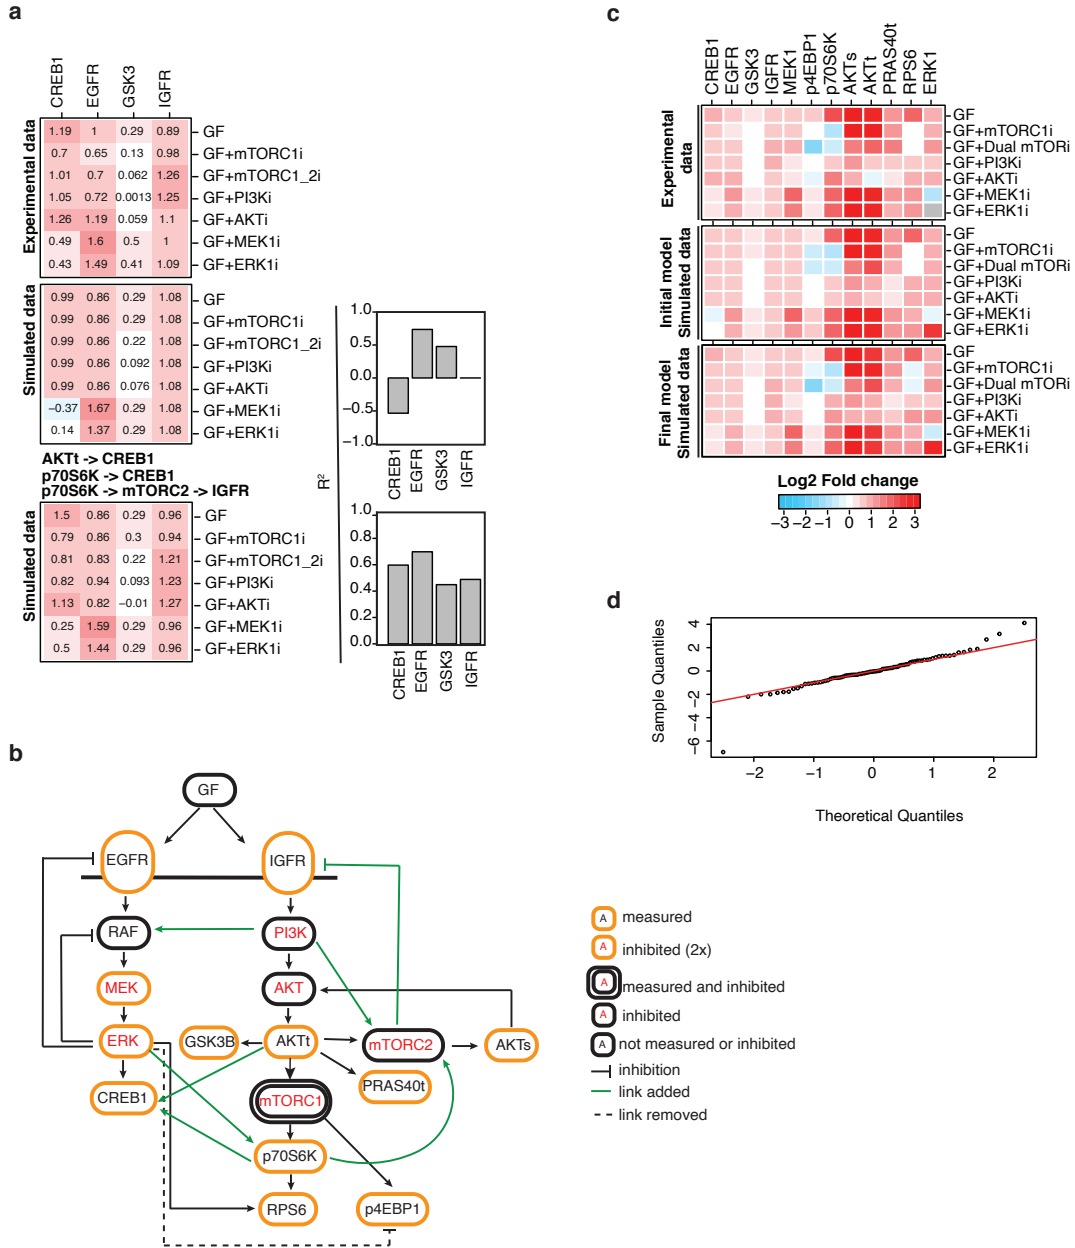 a
CREB1 EGFR GSK3 IGFR
Experimental data
1.19 1 0.29 0.89 GF
0.7 0.65 0.13 0.98 GF+mTORC1i
1.01 0.7 0.062 1.26 GF+mTORC1_2i
1.05 0.72 0.0013 1.25 GF+PI3Ki
1.26 1.19 0.059 1.1 GF+AKTi
0.49 1.6 0.5 1 GF+MEK1i
0.43 1.49 0.41 1.09 GF+ERK1i
Simulated data
0.99 0.86 0.29 1.08 GF
0.99 0.86 0.29 1.08 GF+mTORC1i
0.99 0.86 0.22 1.08 GF+mTORC1_2i
0.99 0.86 0.092 1.08 GF+PI3Ki
0.99 0.86 0.076 1.08 GF+AKTi
−0.37 1.67 0.29 1.08 GF+MEK1i
0.14 1.37 0.29 1.08 GF+ERK1i
AKTt -> CREB1
p70S6K -> CREB1
p70S6K -> mTORC2 -> IGFR
Simulated data
1.5 0.86 0.29 0.96 GF
0.79 0.86 0.3 0.94 GF+mTORC1i
0.81 0.83 0.22 1.21 GF+mTORC1_2i
0.82 0.94 0.093 1.23 GF+PI3Ki
1.13 0.82 −0.01 1.27 GF+AKTi
0.25 1.59 0.29 0.96 GF+MEK1i
0.5 1.44 0.29 0.96 GF+ERK1i
R²
1.0
0.5
0.0
−0.5
−1.0
CREB1 EGFR GSK3 IGFR
1.0
0.8
0.6
0.4
0.2
0.0
CREB1 EGFR GSK3 IGFR
b
GF
EGFR IGFR
RAF PI3K
MEK AKT
ERK GSK3B AKTt mTORC2 AKTs
CREB1 PRAS40t
mTORC1
p70S6K
RPS6 p4EBP1
A measured
A inhibited (2x)
A measured and inhibited
A inhibited
A not measured or inhibited
inhibition
link added
link removed
c
CREB1 EGFR GSK3 IGFR MEK1 p4EBP1 p70S6K AKTs AKTt PRAS40t RPS6 ERK1
Experimental
data
GF
GF+mTORC1i
GF+Dual mTORi
GF+PI3Ki
GF+AKTi
GF+MEK1i
GF+ERK1i
Initial model
Simulated data
GF
GF+mTORC1i
GF+Dual mTORi
GF+PI3Ki
GF+AKTi
GF+MEK1i
GF+ERK1i
Final model
Simulated data
GF
GF+mTORC1i
GF+Dual mTORi
GF+PI3Ki
GF+AKTi
GF+MEK1i
GF+ERK1i
Log2 Fold change
−3 −2 −1 0 1 2 3
d
Sample Quantiles
4
2
0
−2
−4
−6
−2 −1 0 1 2
Theoretical Quantiles